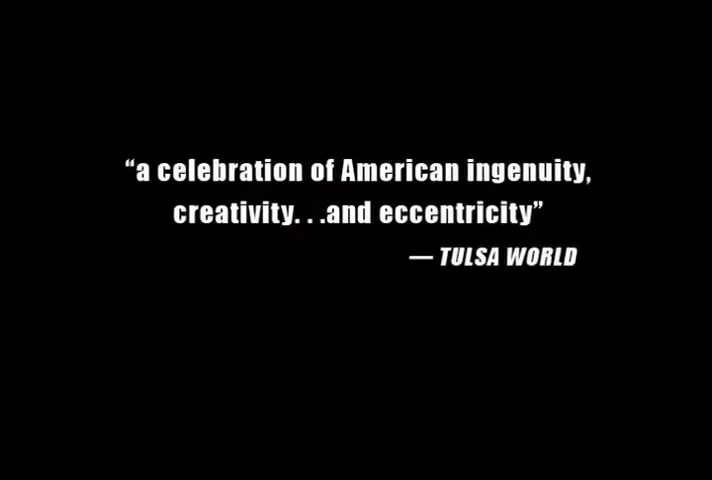 “a celebration of American ingenuity,
creativity. . .and eccentricity”
— TULSA WORLD